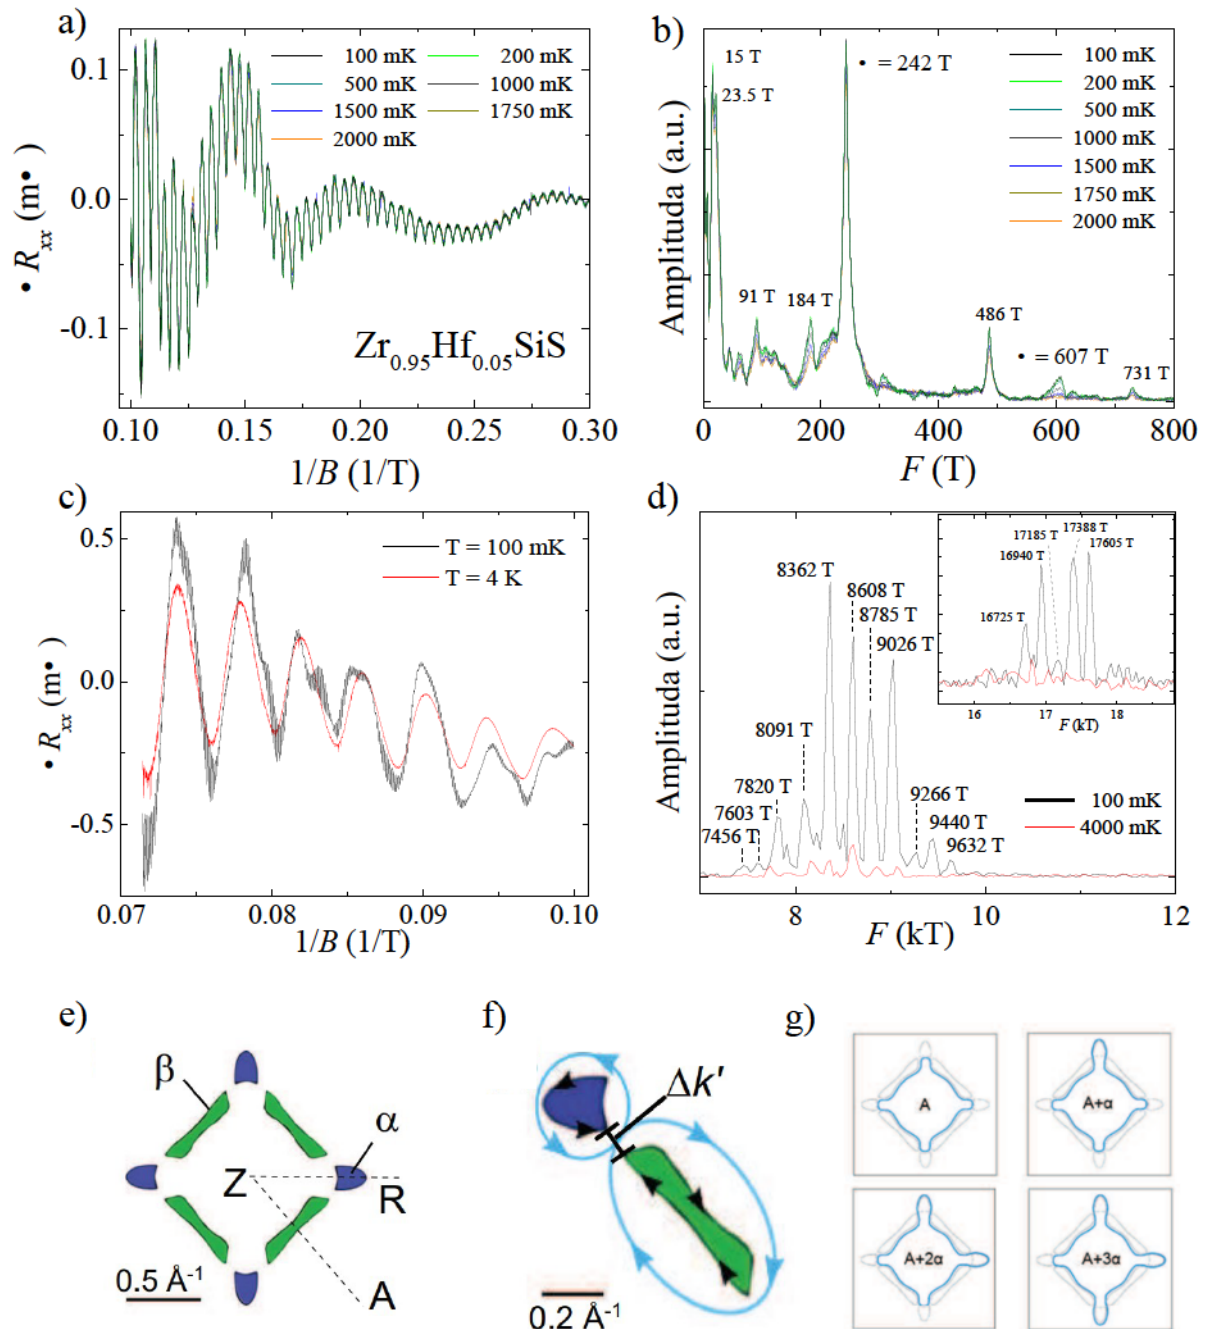 a)
100 mK
200 mK
500 mK
1000 mK
1500 mK
1750 mK
2000 mK
• Rxx (m•)
0.1
0.0
-0.1
Zr0.95Hf0.05SiS
0.10 0.15 0.20 0.25 0.30
1/B (1/T)
b)
15 T
23.5 T
• = 242 T
100 mK
200 mK
500 mK
1000 mK
1500 mK
1750 mK
2000 mK
91 T
184 T
486 T
• = 607 T
731 T
Amplituda (a.u.)
0 200 400 600 800
F (T)
c)
T = 100 mK
T = 4 K
• Rxx (m•)
0.5
0.0
-0.5
0.07 0.08 0.09 0.10
1/B (1/T)
d)
8362 T
8608 T
8785 T
9026 T
8091 T
7820 T
7603 T
7456 T
9266 T
9440 T
9632 T
17388 T
17185 T
17605 T
16940 T
16725 T
16 17 18
F (kT)
100 mK
4000 mK
Amplituda (a.u.)
8 10 12
F (kT)
e)
β
α
Z
R
A
0.5 Å-1
f)
Δk'
0.2 Å-1
g)
A
A+α
A+2α
A+3α